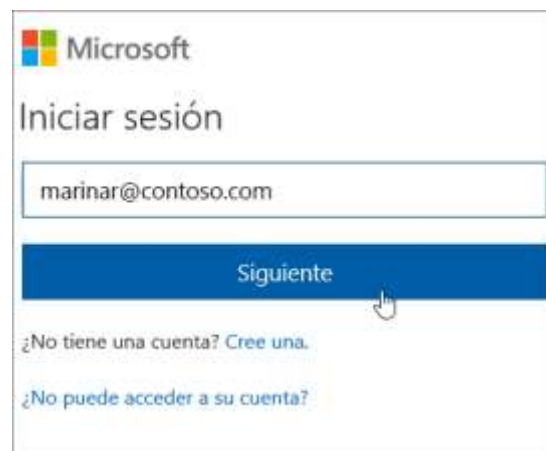 Microsoft
Iniciar sesión
marinar@contoso.com
Siguiente
¿No tiene una cuenta? Cree una.
¿No puede acceder a su cuenta?